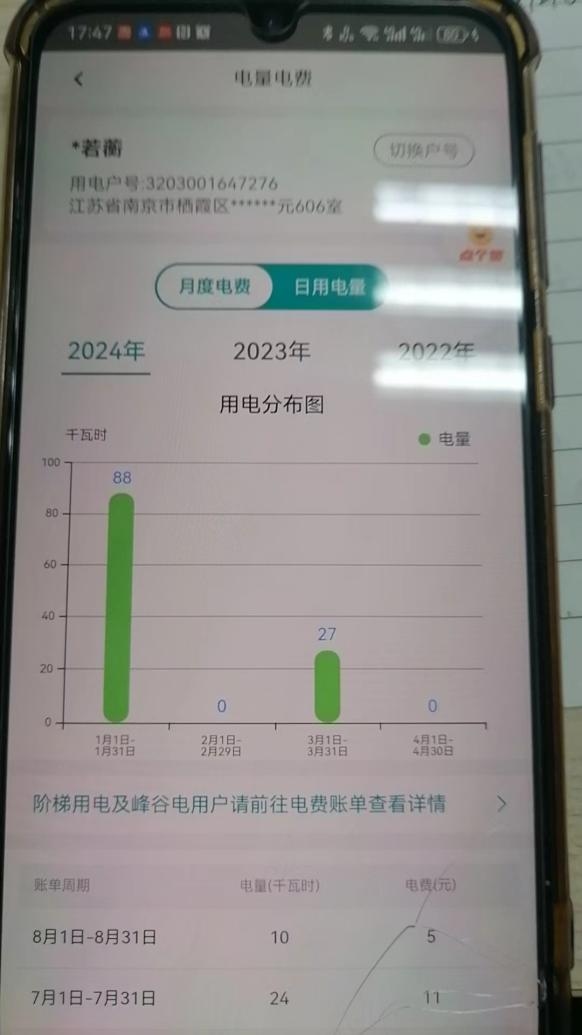 17:47
电量电费
*若蘅
切换户号
用电户号:3203001647276
江苏省南京市栖霞区******元606室
月度电费 日用电量
2024年 2023年 2022年
用电分布图
千瓦时 电量
100
88
80
60
40
27
20
0 0
0
1月1日- 2月1日- 3月1日- 4月1日-
1月31日 2月29日 3月31日 4月30日
阶梯用电及峰谷电用户请前往电费账单查看详情
账单周期 电量(千瓦时) 电费(元)
8月1日-8月31日 10 5
7月1日-7月31日 24 11